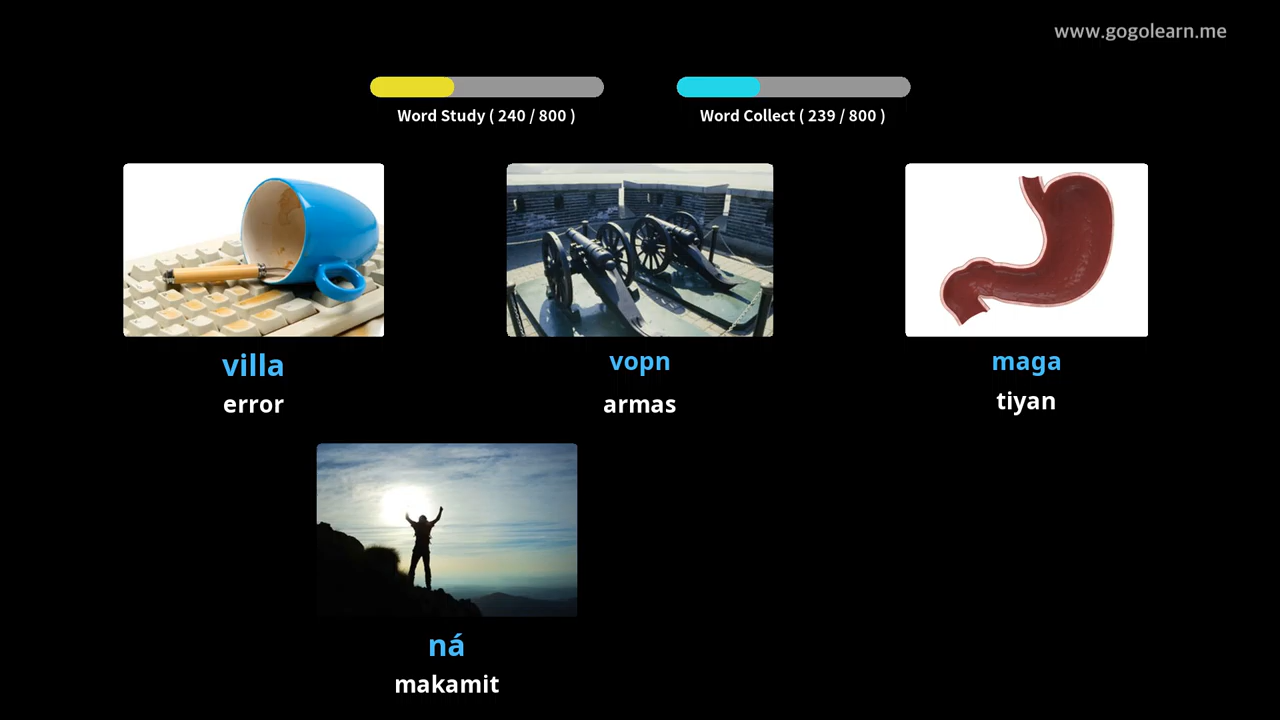 www.gogolearn.me
Word Study ( 240 / 800 )
Word Collect ( 239 / 800 )
villa
error
vopn
armas
maga
tiyan
ná
makamit